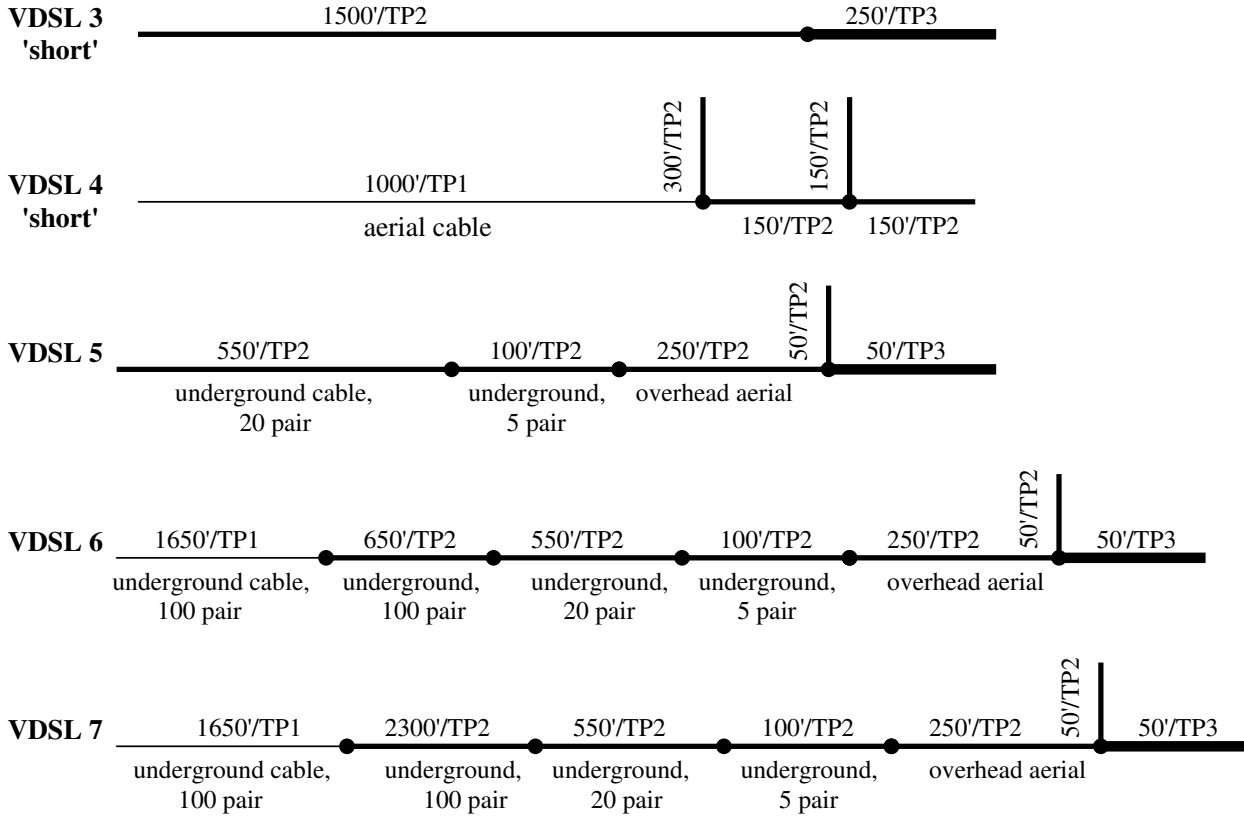 VDSL 3
'short'
1500'/TP2
250'/TP3
VDSL 4
'short'
1000'/TP1
aerial cable
300'/TP2
150'/TP2
150'/TP2
150'/TP2
VDSL 5
550'/TP2
100'/TP2
250'/TP2
50'/TP2
50'/TP3
underground cable,
20 pair
underground,
5 pair
overhead aerial
VDSL 6
1650'/TP1
650'/TP2
550'/TP2
100'/TP2
250'/TP2
50'/TP2
50'/TP3
underground cable,
100 pair
underground,
100 pair
underground,
20 pair
underground,
5 pair
overhead aerial
VDSL 7
1650'/TP1
2300'/TP2
550'/TP2
100'/TP2
250'/TP2
50'/TP2
50'/TP3
underground cable,
100 pair
underground,
100 pair
underground,
20 pair
underground,
5 pair
overhead aerial